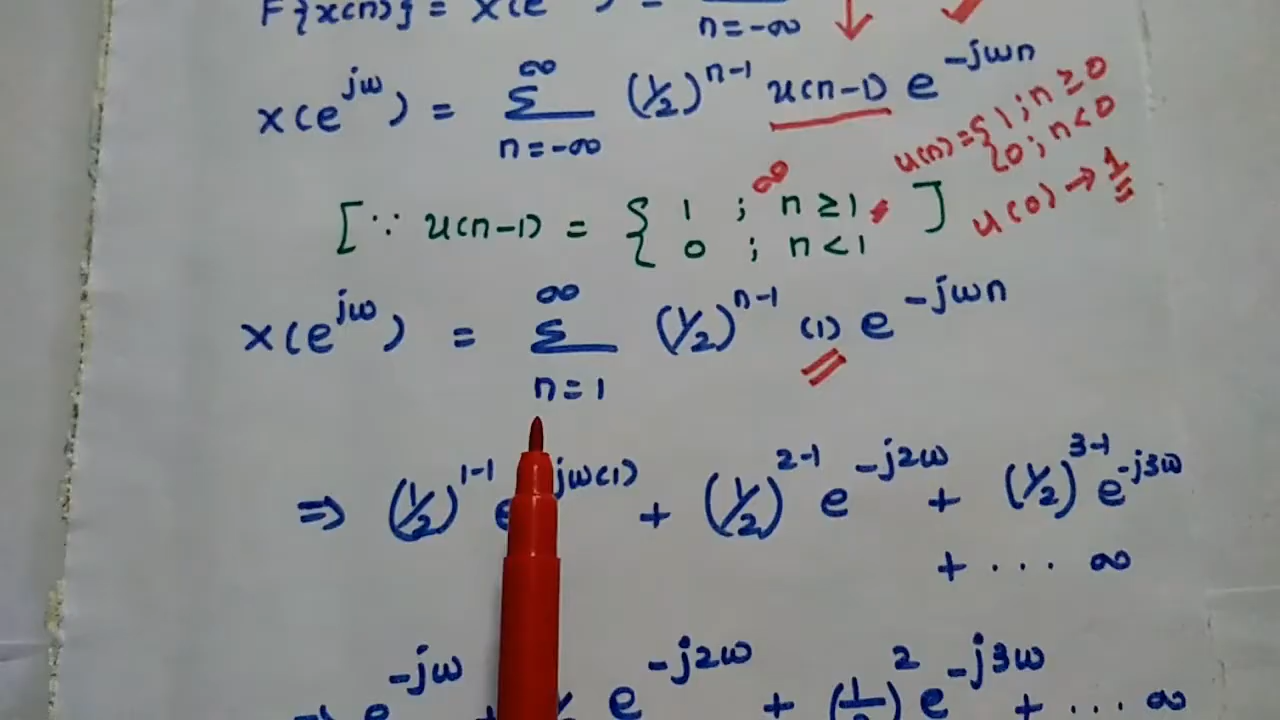 F{x(n)} = X(e ) =
n=-∞
X(e^jω) = Σ_{n=-∞}^{∞} (1/2)^{n-1} u(n-1) e^{-jωn}
u(n) = { 1 ; n ≥ 0
{ 0 ; n < 0
[∵ u(n-1) = { 1 ; n ≥ 1 ∞ ]
{ 0 ; n < 1
u(0) → 1
X(e^jω) = Σ_{n=1}^{∞} (1/2)^{n-1} (1) e^{-jωn}
⇒ (1/2)^{1-1} e^{jω(1)} + (1/2)^{2-1} e^{-j2ω} + (1/2)^{3-1} e^{-j3ω}
+ ... ∞
⇒ e^{-jω} + e^{-j2ω} + (1/2)^2 e^{-j3ω} + ... ∞